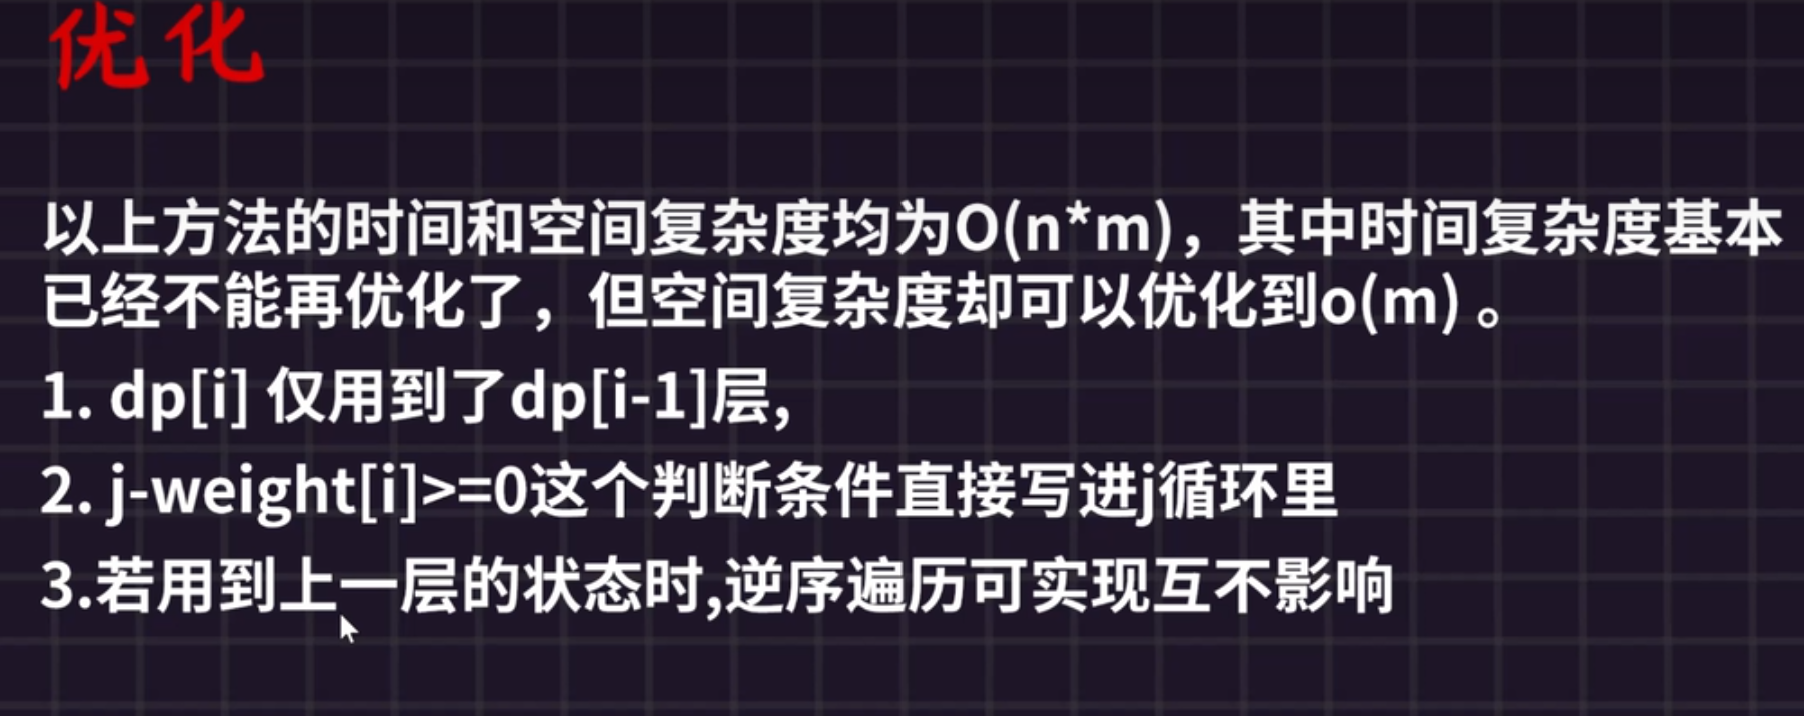 优化
以上方法的时间和空间复杂度均为O(n*m)，其中时间复杂度基本
已经不能再优化了，但空间复杂度却可以优化到o(m) 。
1. dp[i] 仅用到了dp[i-1]层,
2. j-weight[i]>=0这个判断条件直接写进j循环里
3.若用到上一层的状态时,逆序遍历可实现互不影响